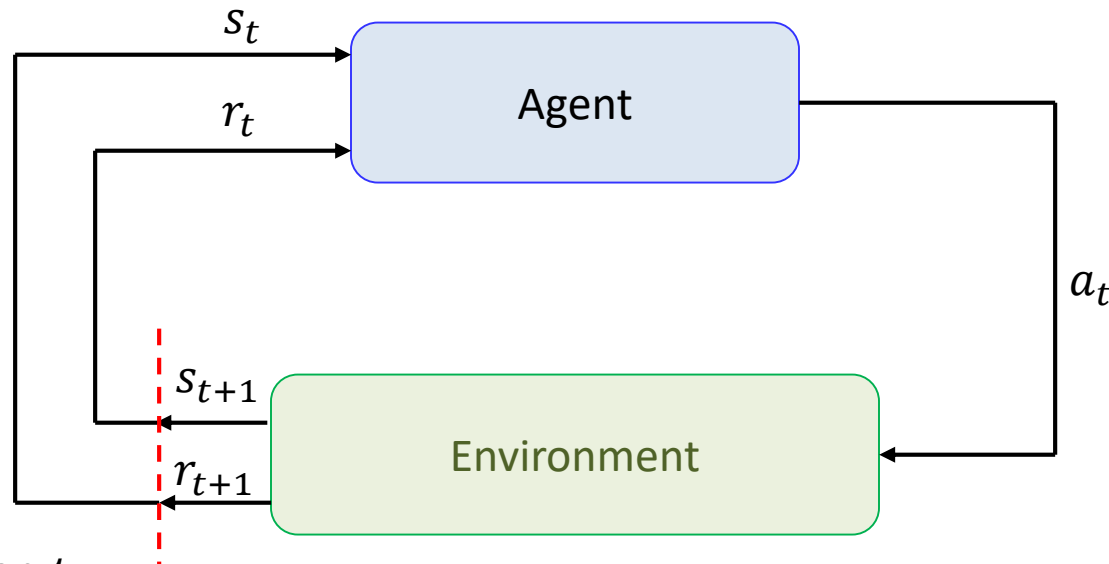 s_t
Agent
r_t
a_t
s_{t+1}
Environment
r_{t+1}